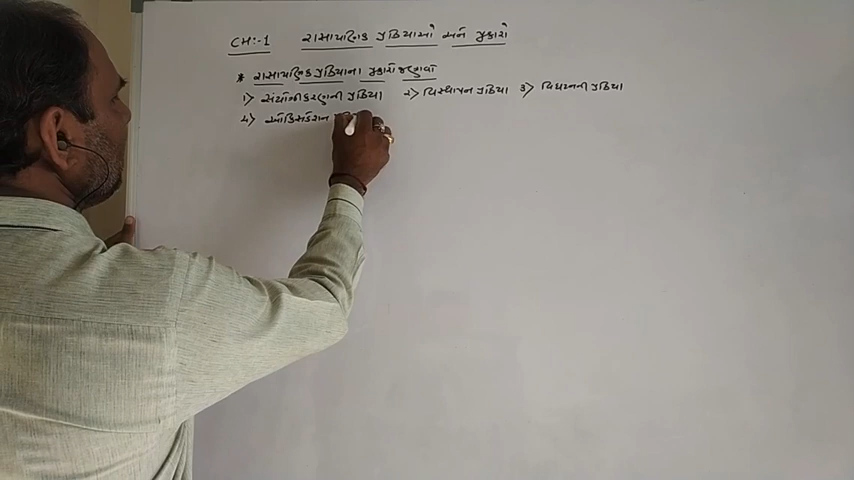 CH:-1 રાસાયણિક પ્રક્રિયાઓ અને પ્રકારો
* રાસાયણિક પ્રક્રિયાના પ્રકારો જણાવો
1> સંયોગીકરણની પ્રક્રિયા 2> વિસ્થાપન પ્રક્રિયા 3> વિઘટનની પ્રક્રિયા
4> ઓક્સિડેશન